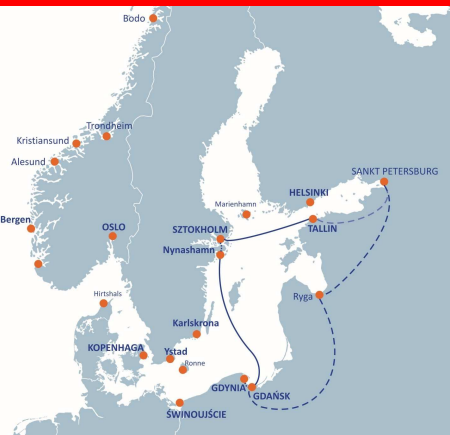 Bodo
Trondheim
Kristiansund
Alesund
SANKT PETERSBURG
HELSINKI
Marienhamn
Bergen
OSLO
SZTOKHOLM
TALLIN
Nynashamn
Hirtshals
Ryga
Karlskrona
KOPENHAGA
Ystad
Ronne
GDYNIA
GDAŃSK
ŚWINOUJŚCIE